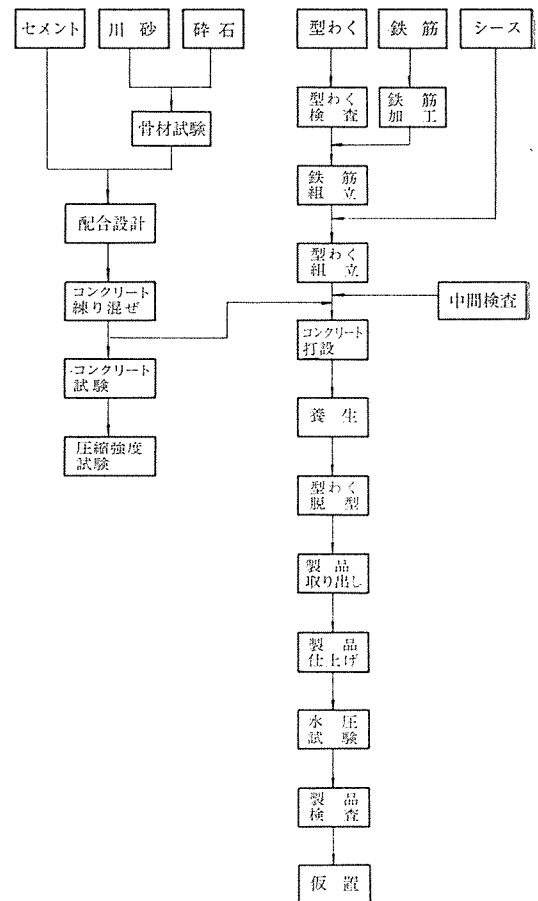 セメント
川砂
砕石
型わく
鉄筋
シース
骨材試験
型わく
検査
鉄筋
加工
鉄筋
組立
配合設計
型わく
組立
コンクリート
練り混ぜ
中間検査
コンクリート
打設
コンクリート
試験
養生
圧縮強度
試験
型わく
脱型
製品
取り出し
製品
仕上げ
水圧
試験
製品
検査
仮置